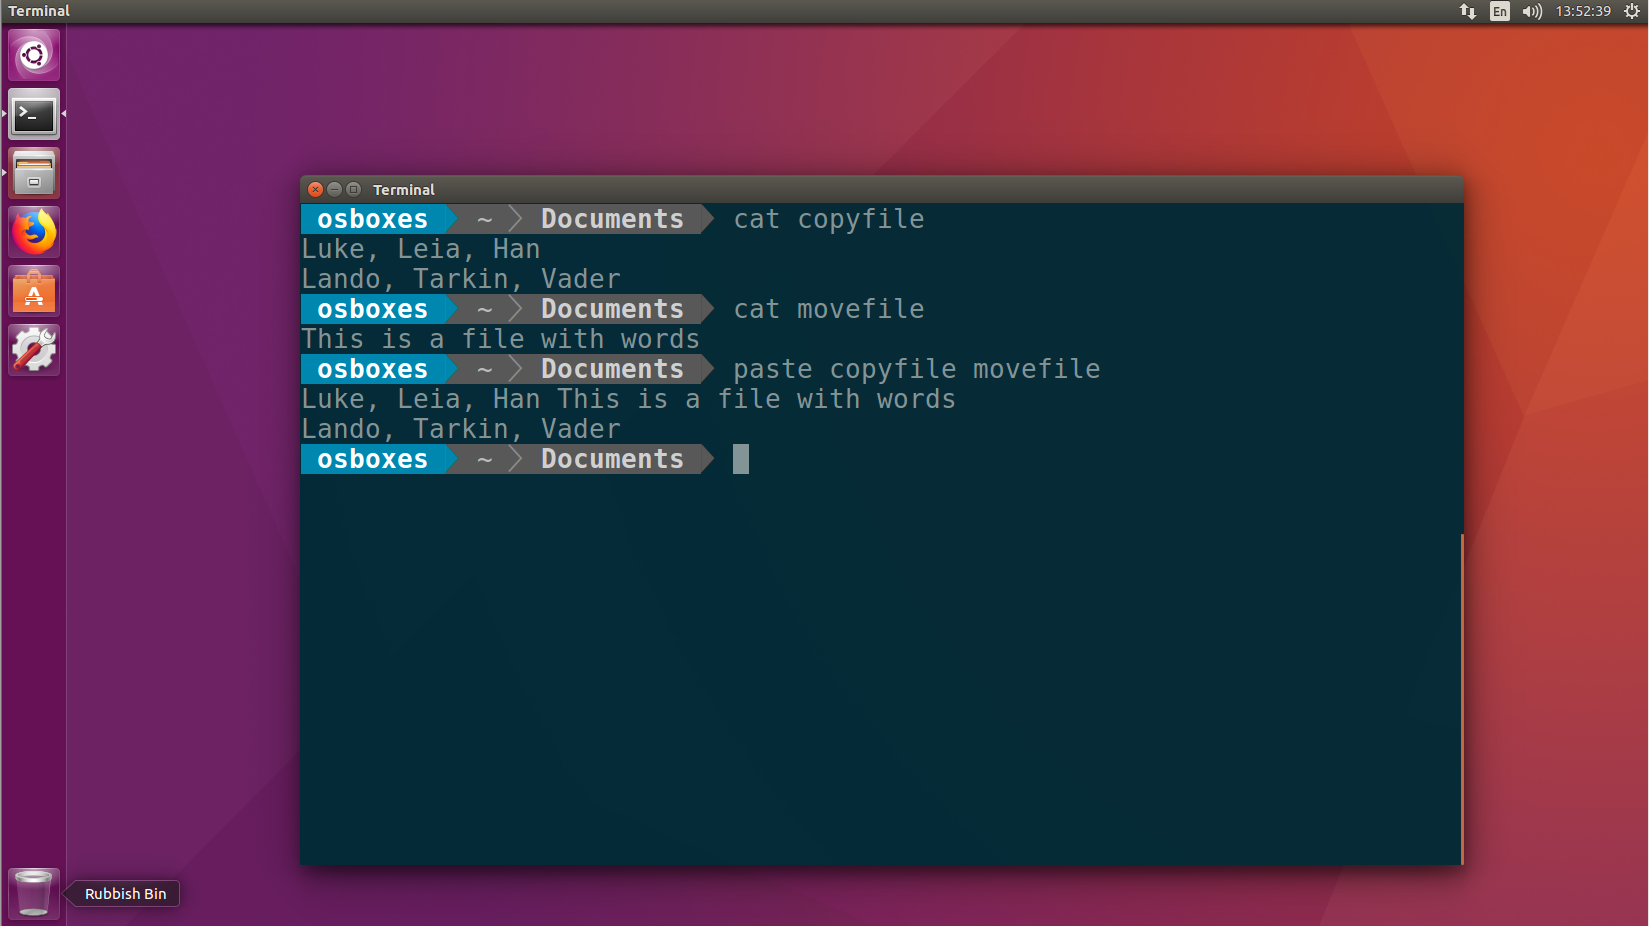 Terminal
En
13:52:39
Terminal
osboxes ~ Documents cat copyfile
Luke, Leia, Han
Lando, Tarkin, Vader
osboxes ~ Documents cat movefile
This is a file with words
osboxes ~ Documents paste copyfile movefile
Luke, Leia, Han This is a file with words
Lando, Tarkin, Vader
osboxes ~ Documents
Rubbish Bin